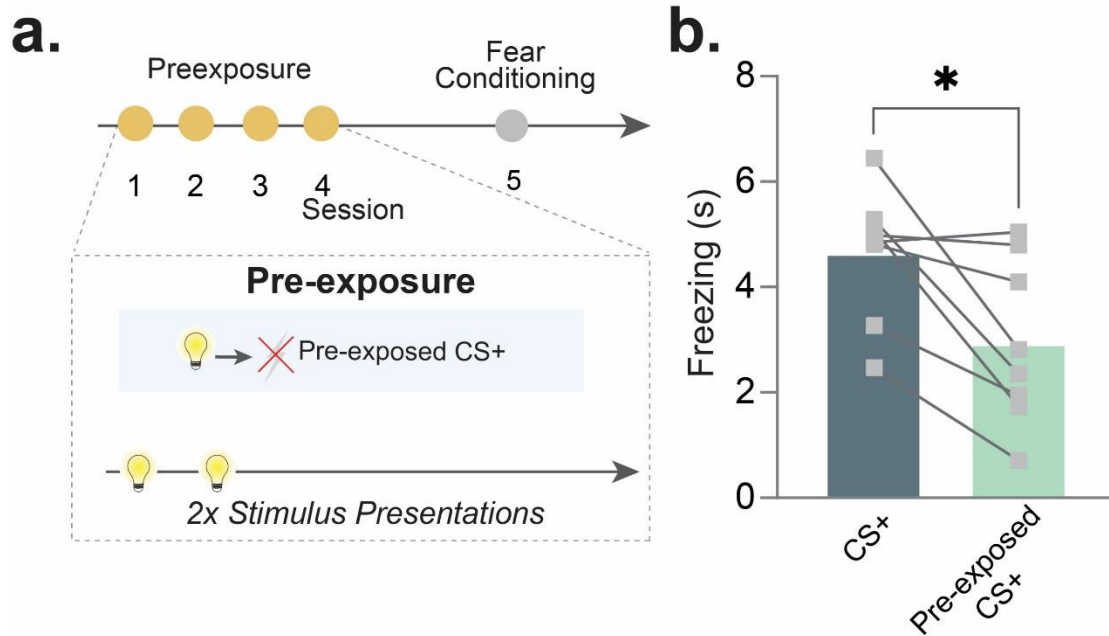 a.
Preexposure
Fear
Conditioning
1 2 3 4 5
Session
Pre-exposure
Pre-exposed CS+
2x Stimulus Presentations
b.
*
Freezing (s)
8
6
4
2
0
CS+
Pre-exposed
CS+